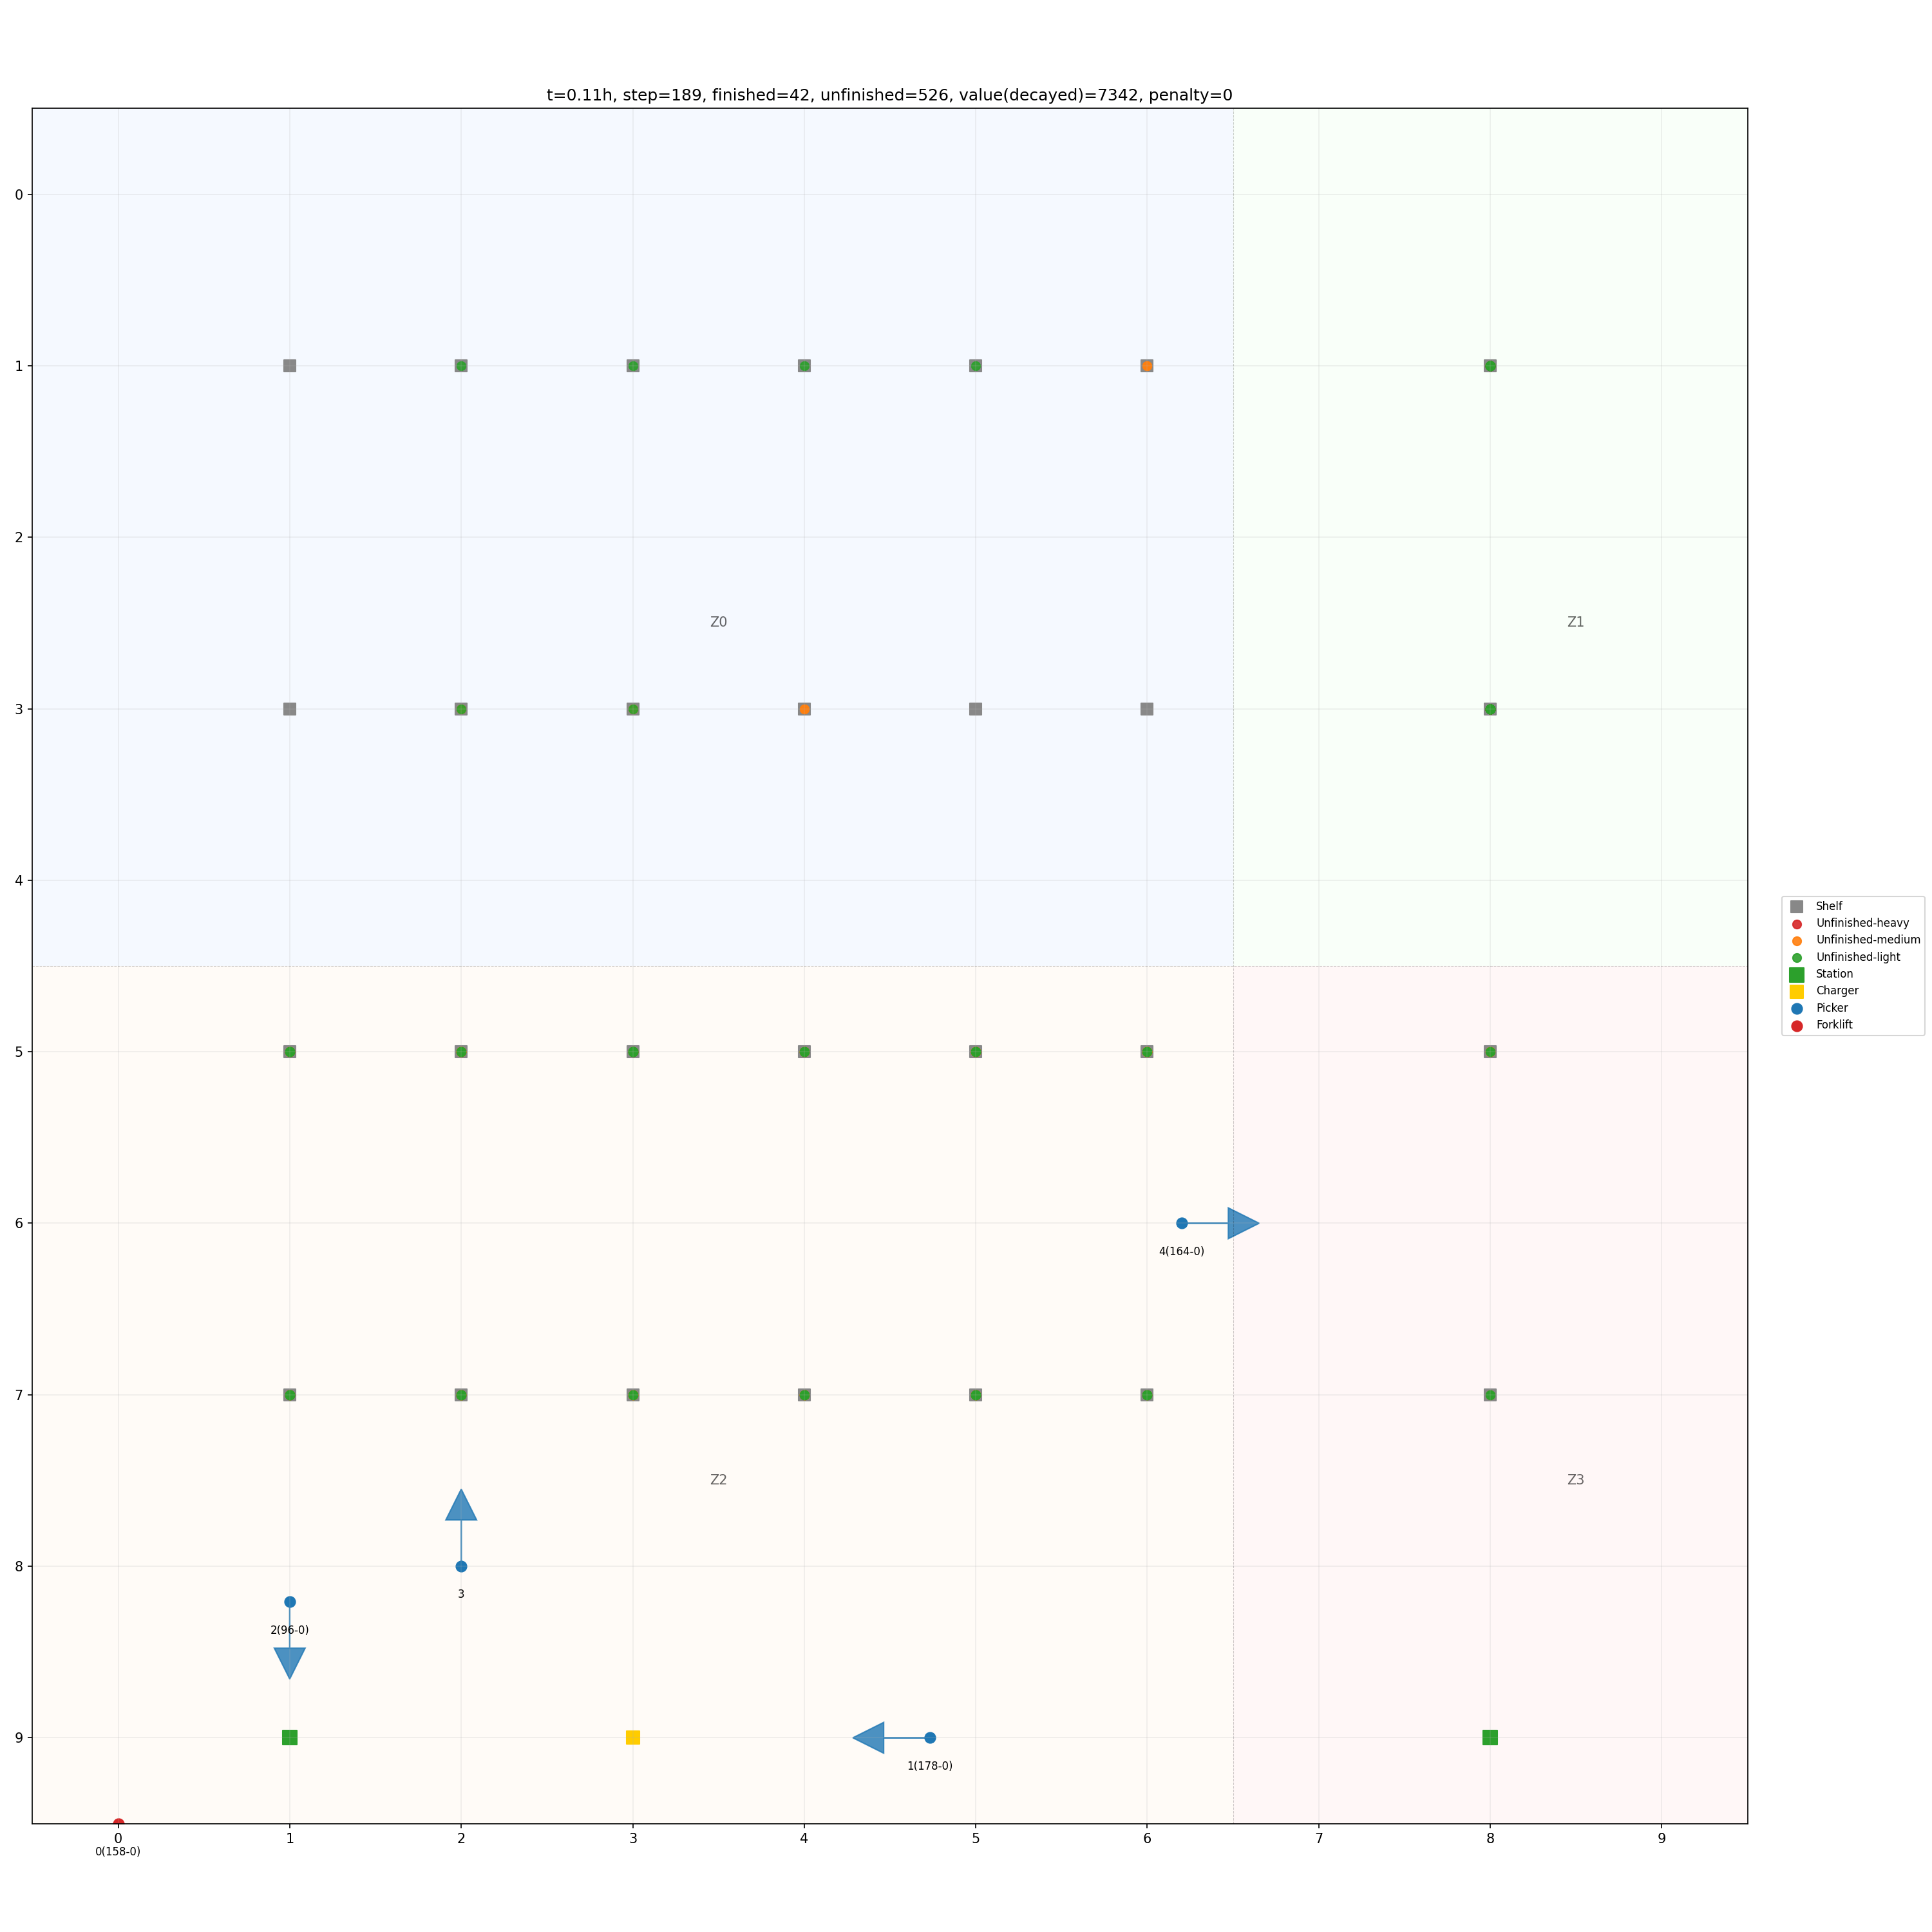 t=0.11h, step=189, finished=42, unfinished=526, value(decayed)=7342, penalty=0
0
1
2
Z0
Z1
3
4
Shelf
Unfinished-heavy
Unfinished-medium
Unfinished-light
Station
Charger
Picker
Forklift
5
6
4(164-0)
7
Z2
Z3
8
3
2(96-0)
9
1(178-0)
0 1 2 3 4 5 6 7 8 9
0(158-0)